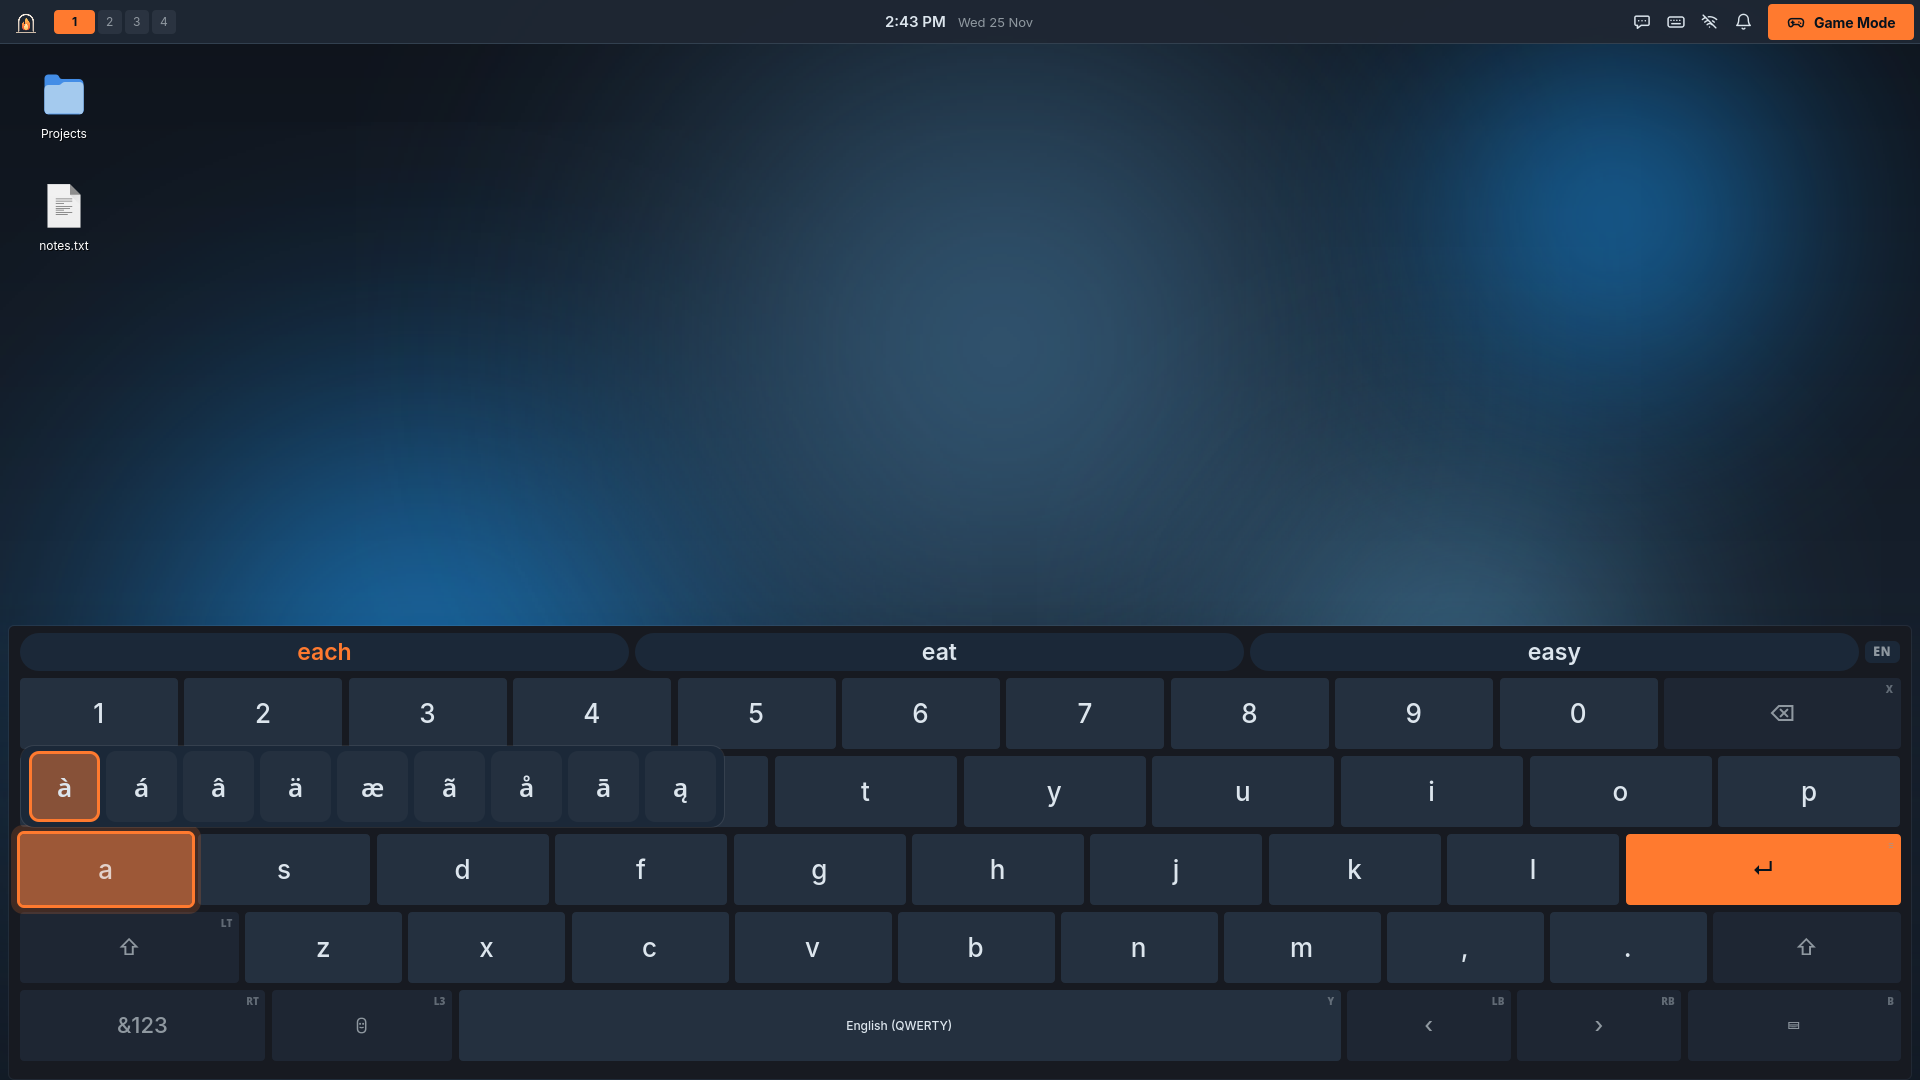 1 2 3 4
2:43 PM Wed 25 Nov
Game Mode
Projects
notes.txt
each eat easy EN
1 2 3 4 5 6 7 8 9 0 X
à á â ä æ ã å ā ą t y u i o p
a s d f g h j k l
LT z x c v b n m , .
&123 RT L3 English (QWERTY) Y ‹ LB › RB B